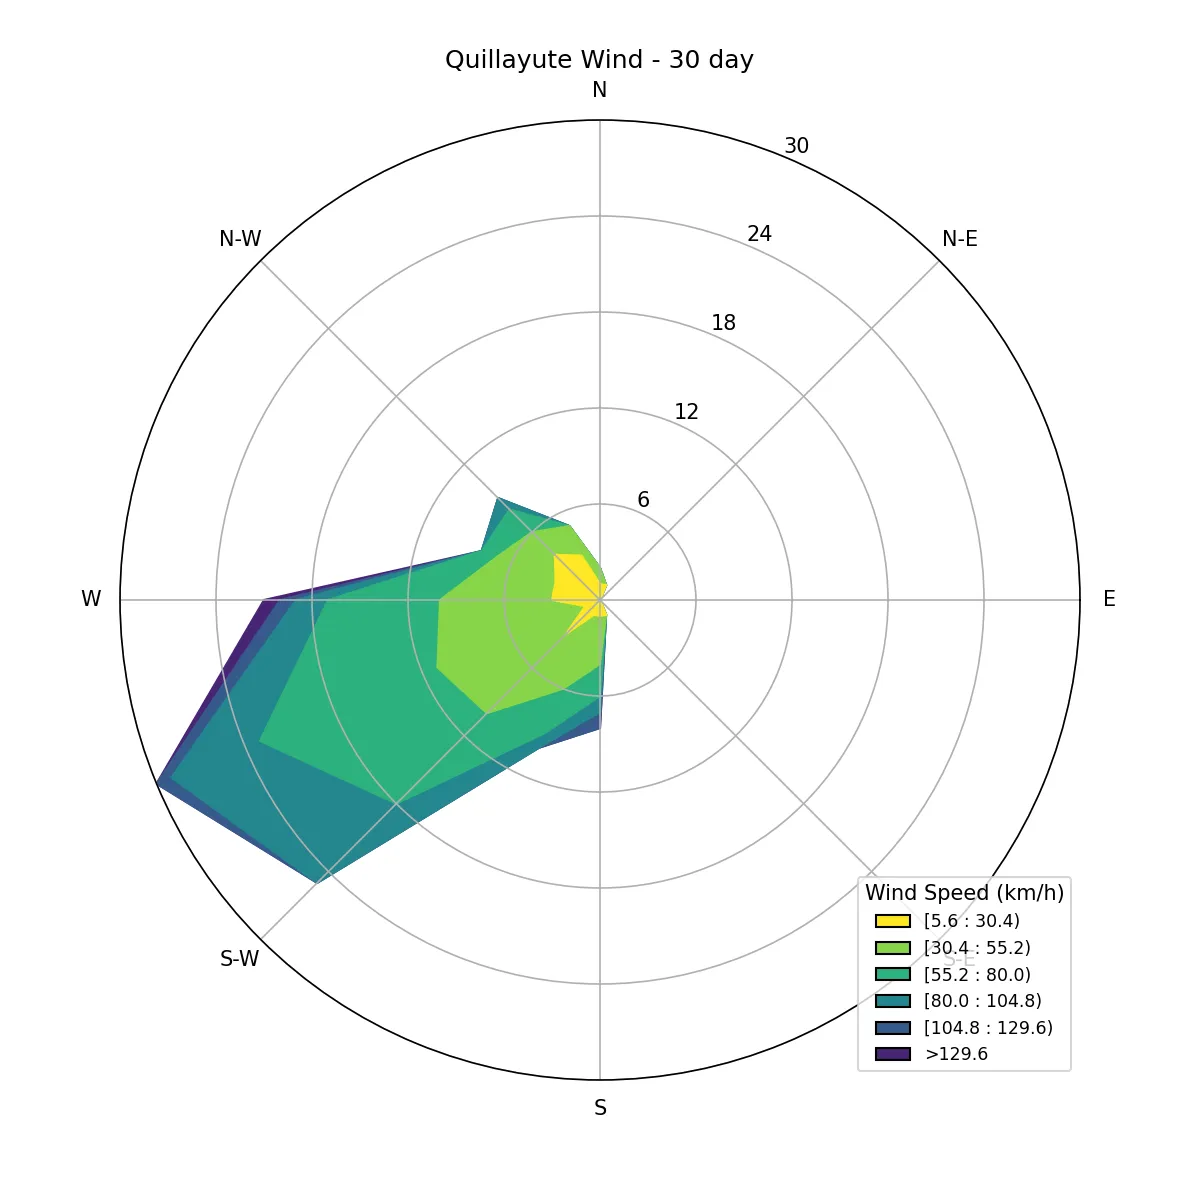 Quillayute Wind - 30 day
N
30
N-W
24
N-E
18
12
6
W
E
Wind Speed (km/h)
[5.6 : 30.4)
[30.4 : 55.2)
S-W
S-E
[55.2 : 80.0)
[80.0 : 104.8)
[104.8 : 129.6)
>129.6
S